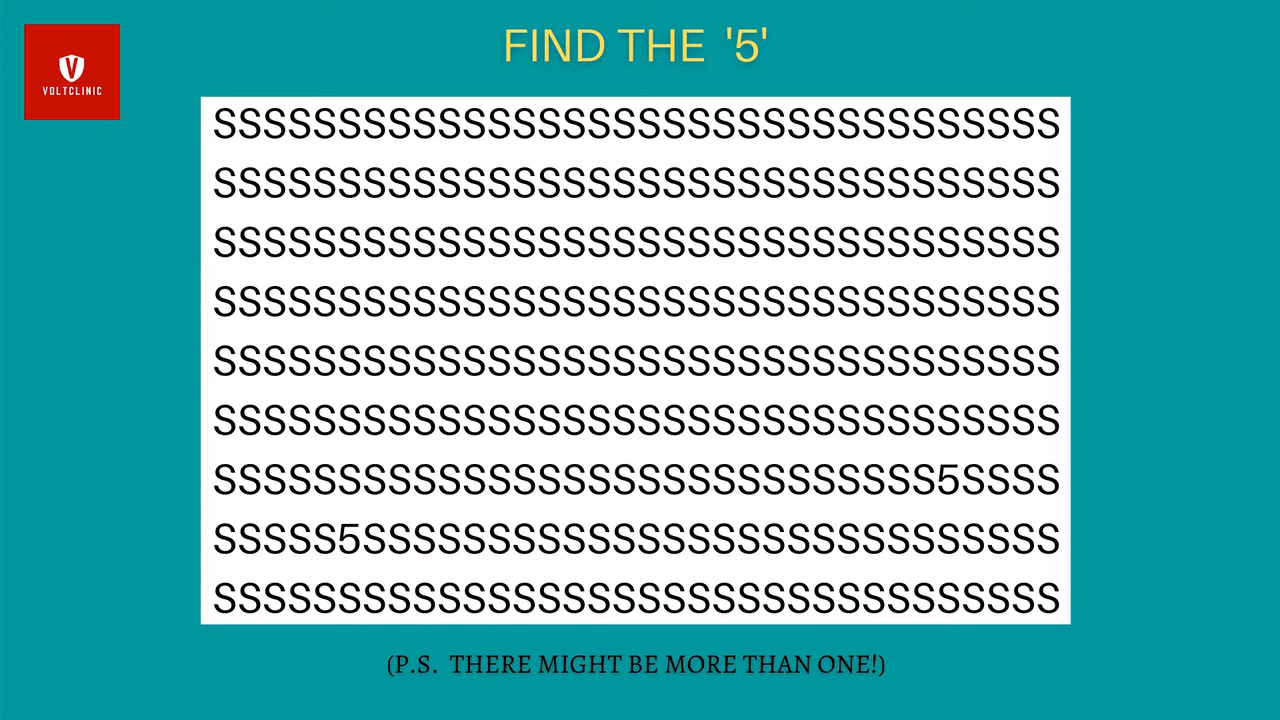 VOLTCLINIC
FIND THE '5'
SSSSSSSSSSSSSSSSSSSSSSSSSSSSSSSSSS
SSSSSSSSSSSSSSSSSSSSSSSSSSSSSSSSSS
SSSSSSSSSSSSSSSSSSSSSSSSSSSSSSSSSS
SSSSSSSSSSSSSSSSSSSSSSSSSSSSSSSSSS
SSSSSSSSSSSSSSSSSSSSSSSSSSSSSSSSSS
SSSSSSSSSSSSSSSSSSSSSSSSSSSSSSSSSS
SSSSSSSSSSSSSSSSSSSSSSSSSSSSS5SSSS
SSSSS5SSSSSSSSSSSSSSSSSSSSSSSSSSSS
SSSSSSSSSSSSSSSSSSSSSSSSSSSSSSSSSS
(P.S. THERE MIGHT BE MORE THAN ONE!)